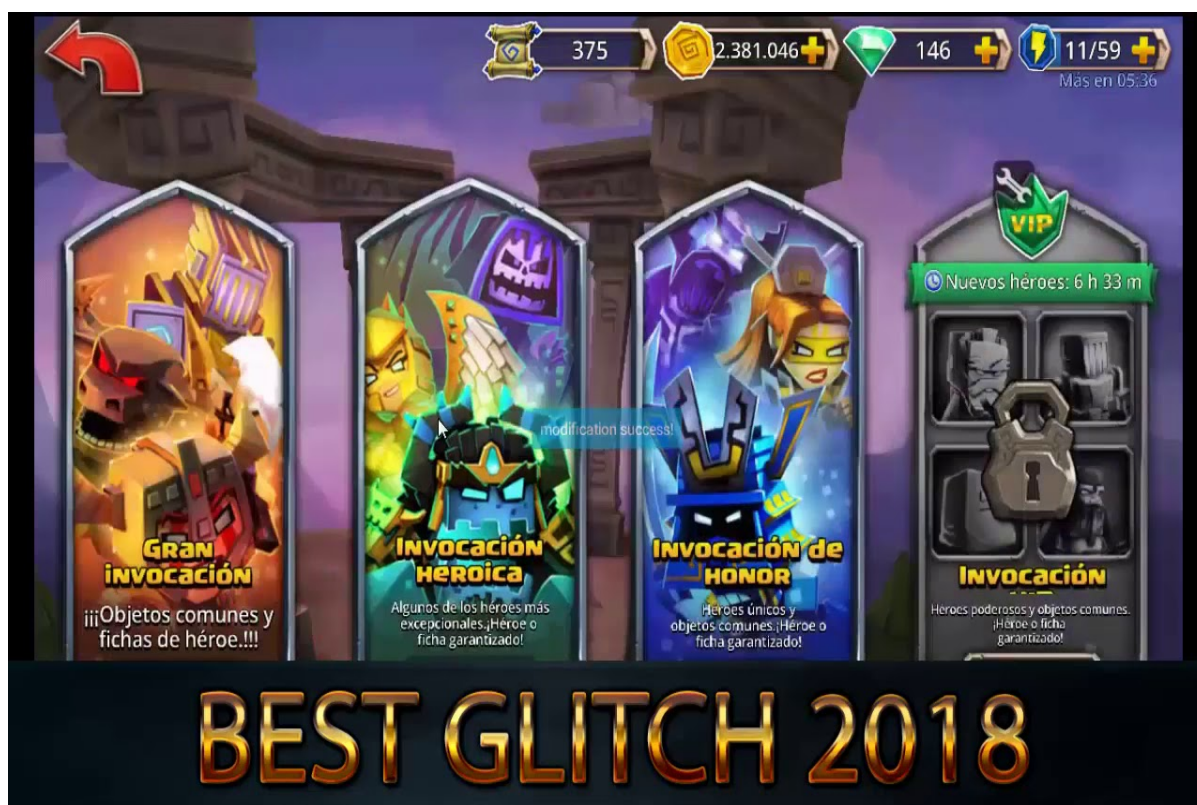 375
2.381.046
146
11/59
Más en 05:36
VIP
Nuevos héroes: 6 h 33 m
modification success!
GRAN
INVOCACIÓN
¡¡¡Objetos comunes y
fichas de héroe.!!!
INVOCACIÓN
HEROICA
Algunos de los héroes más
excepcionales.¡Héroe o
ficha garantizado!
INVOCACIÓN de
HONOR
Héroes únicos y
objetos comunes.¡Héroe o
ficha garantizado!
INVOCACIÓN
Héroes poderosos y objetos comunes.
¡Héroe o ficha
garantizado!
BEST GLITCH 2018